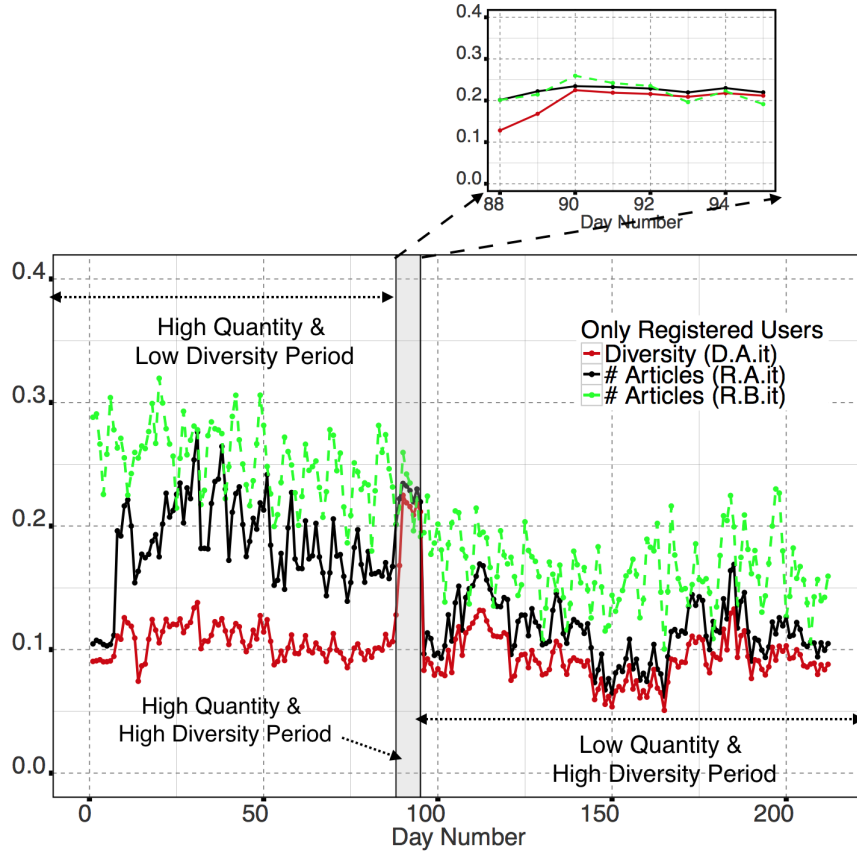 0.4
0.3
0.2
0.1
0.0
88
90
92
94
Day Number
0.4
0.3
0.2
0.1
0.0
High Quantity &
Low Diversity Period
Only Registered Users
Diversity (D.A.it)
# Articles (R.A.it)
# Articles (R.B.it)
High Quantity &
High Diversity Period
Low Quantity &
High Diversity Period
0
50
100
150
200
Day Number